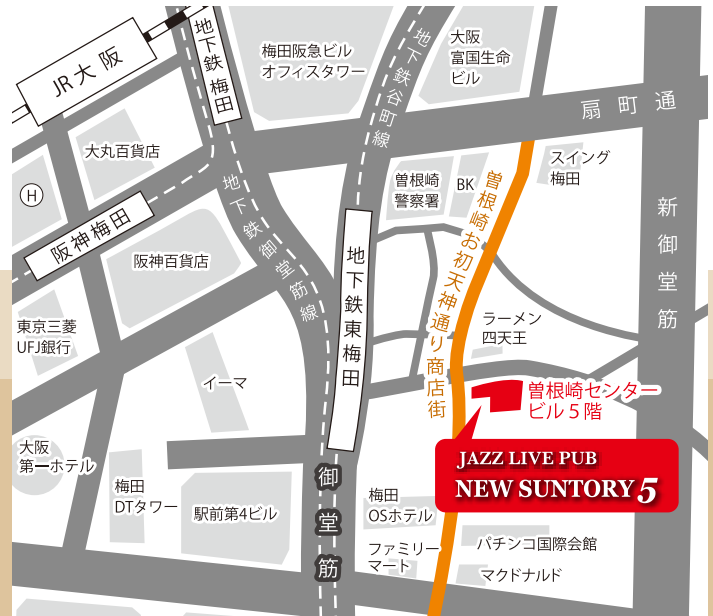 JR大阪
地下鉄 梅田
梅田阪急ビル
オフィスタワー
地下鉄谷町線
大阪
富国生命
ビル
扇町通
大丸百貨店
H
阪神梅田
阪神百貨店
地下鉄御堂筋線
曽根崎
警察署
BK
スイング
梅田
曽根崎お初天神通り商店街
新御堂筋
地下鉄東梅田
東京三菱
UFJ銀行
イーマ
ラーメン
四天王
曽根崎センター
ビル5階
JAZZ LIVE PUB
NEW SUNTORY 5
大阪
第一ホテル
梅田
DTタワー
駅前第4ビル
御堂筋
梅田
OSホテル
ファミリー
マート
パチンコ国際会館
マクドナルド